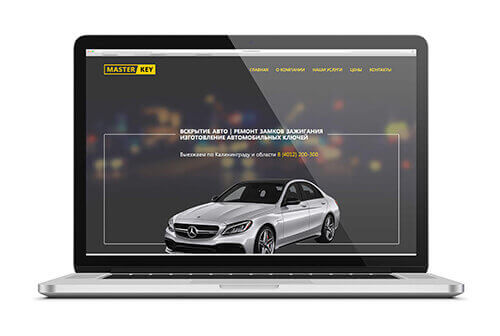 MASTER KEY
ГЛАВНАЯ О КОМПАНИИ НАШИ УСЛУГИ ЦЕНЫ КОНТАКТЫ
ВСКРЫТИЕ АВТО | РЕМОНТ ЗАМКОВ ЗАЖИГАНИЯ
ИЗГОТОВЛЕНИЕ АВТОМОБИЛЬНЫХ КЛЮЧЕЙ
Выезжаем по Калининграду и области 8 (4012) 200-300